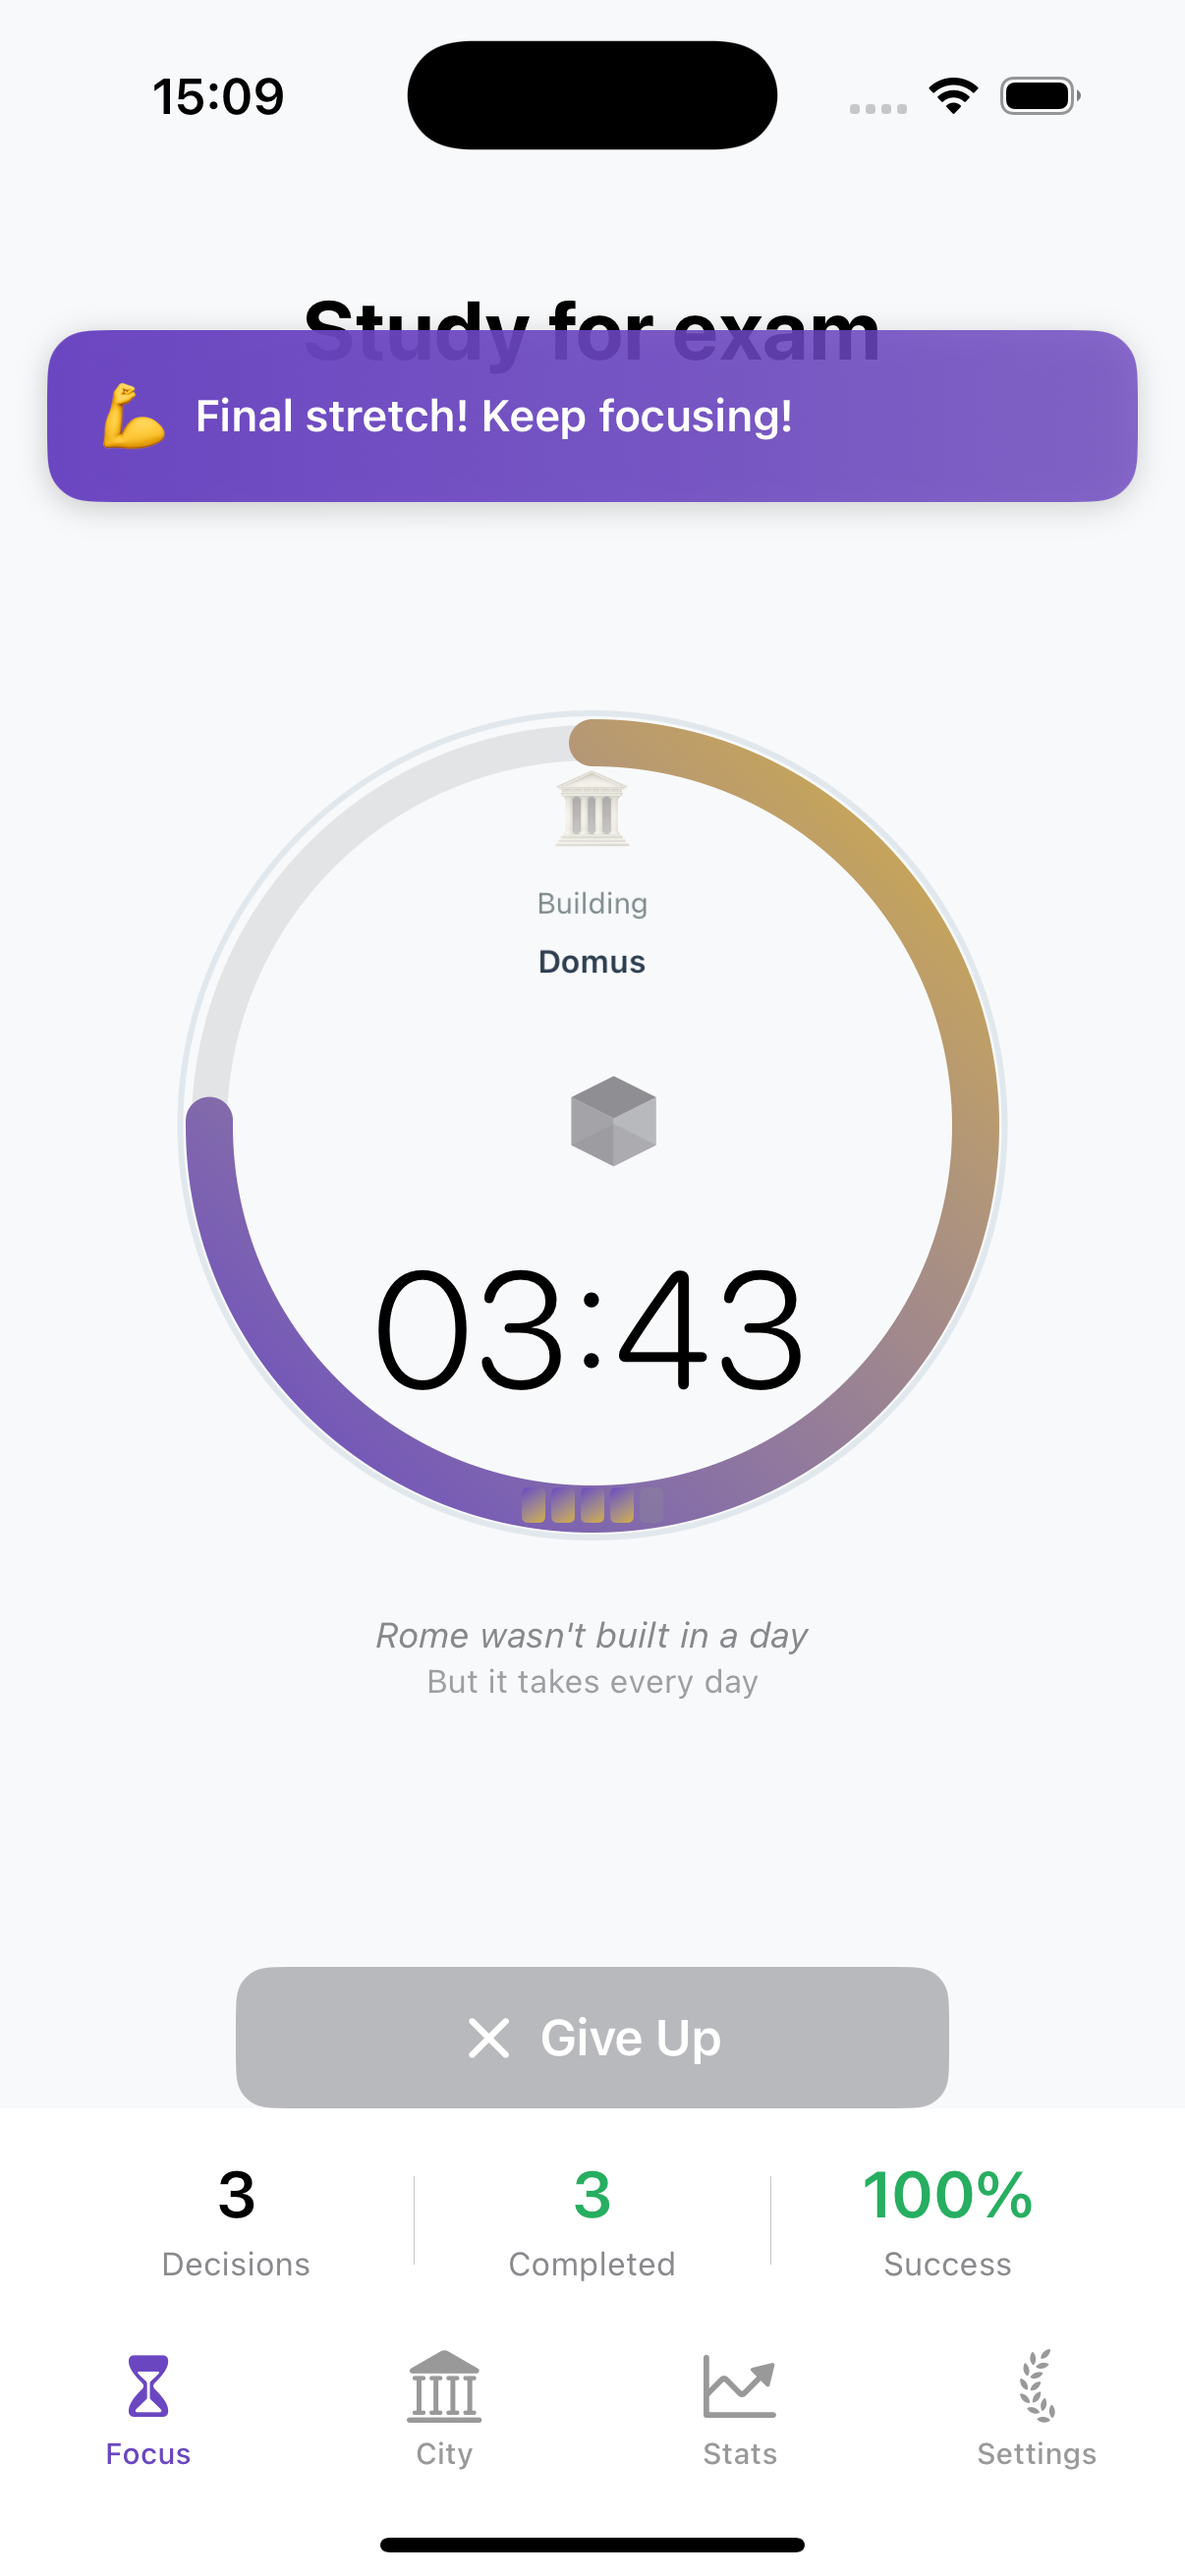 15:09
Study for exam
💪 Final stretch! Keep focusing!
Building
Domus
03:43
Rome wasn't built in a day
But it takes every day
Give Up
3
Decisions
3
Completed
100%
Success
Focus
City
Stats
Settings